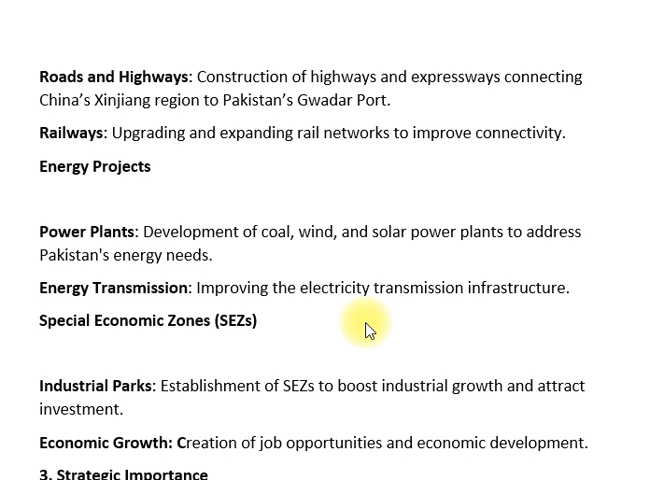 Roads and Highways: Construction of highways and expressways connecting
China’s Xinjiang region to Pakistan’s Gwadar Port.
Railways: Upgrading and expanding rail networks to improve connectivity.
Energy Projects
Power Plants: Development of coal, wind, and solar power plants to address
Pakistan's energy needs.
Energy Transmission: Improving the electricity transmission infrastructure.
Special Economic Zones (SEZs)
Industrial Parks: Establishment of SEZs to boost industrial growth and attract
investment.
Economic Growth: Creation of job opportunities and economic development.
3. Strategic Importance